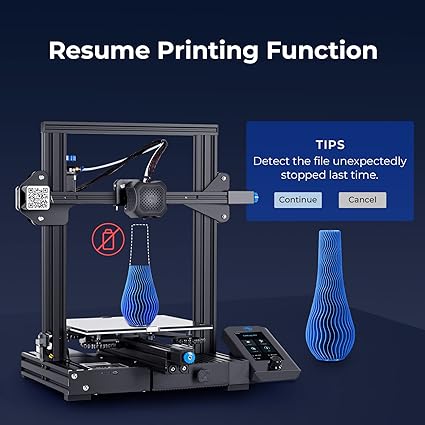 Resume Printing Function
TIPS
Detect the file unexpectedly
stopped last time.
Continue
Cancel